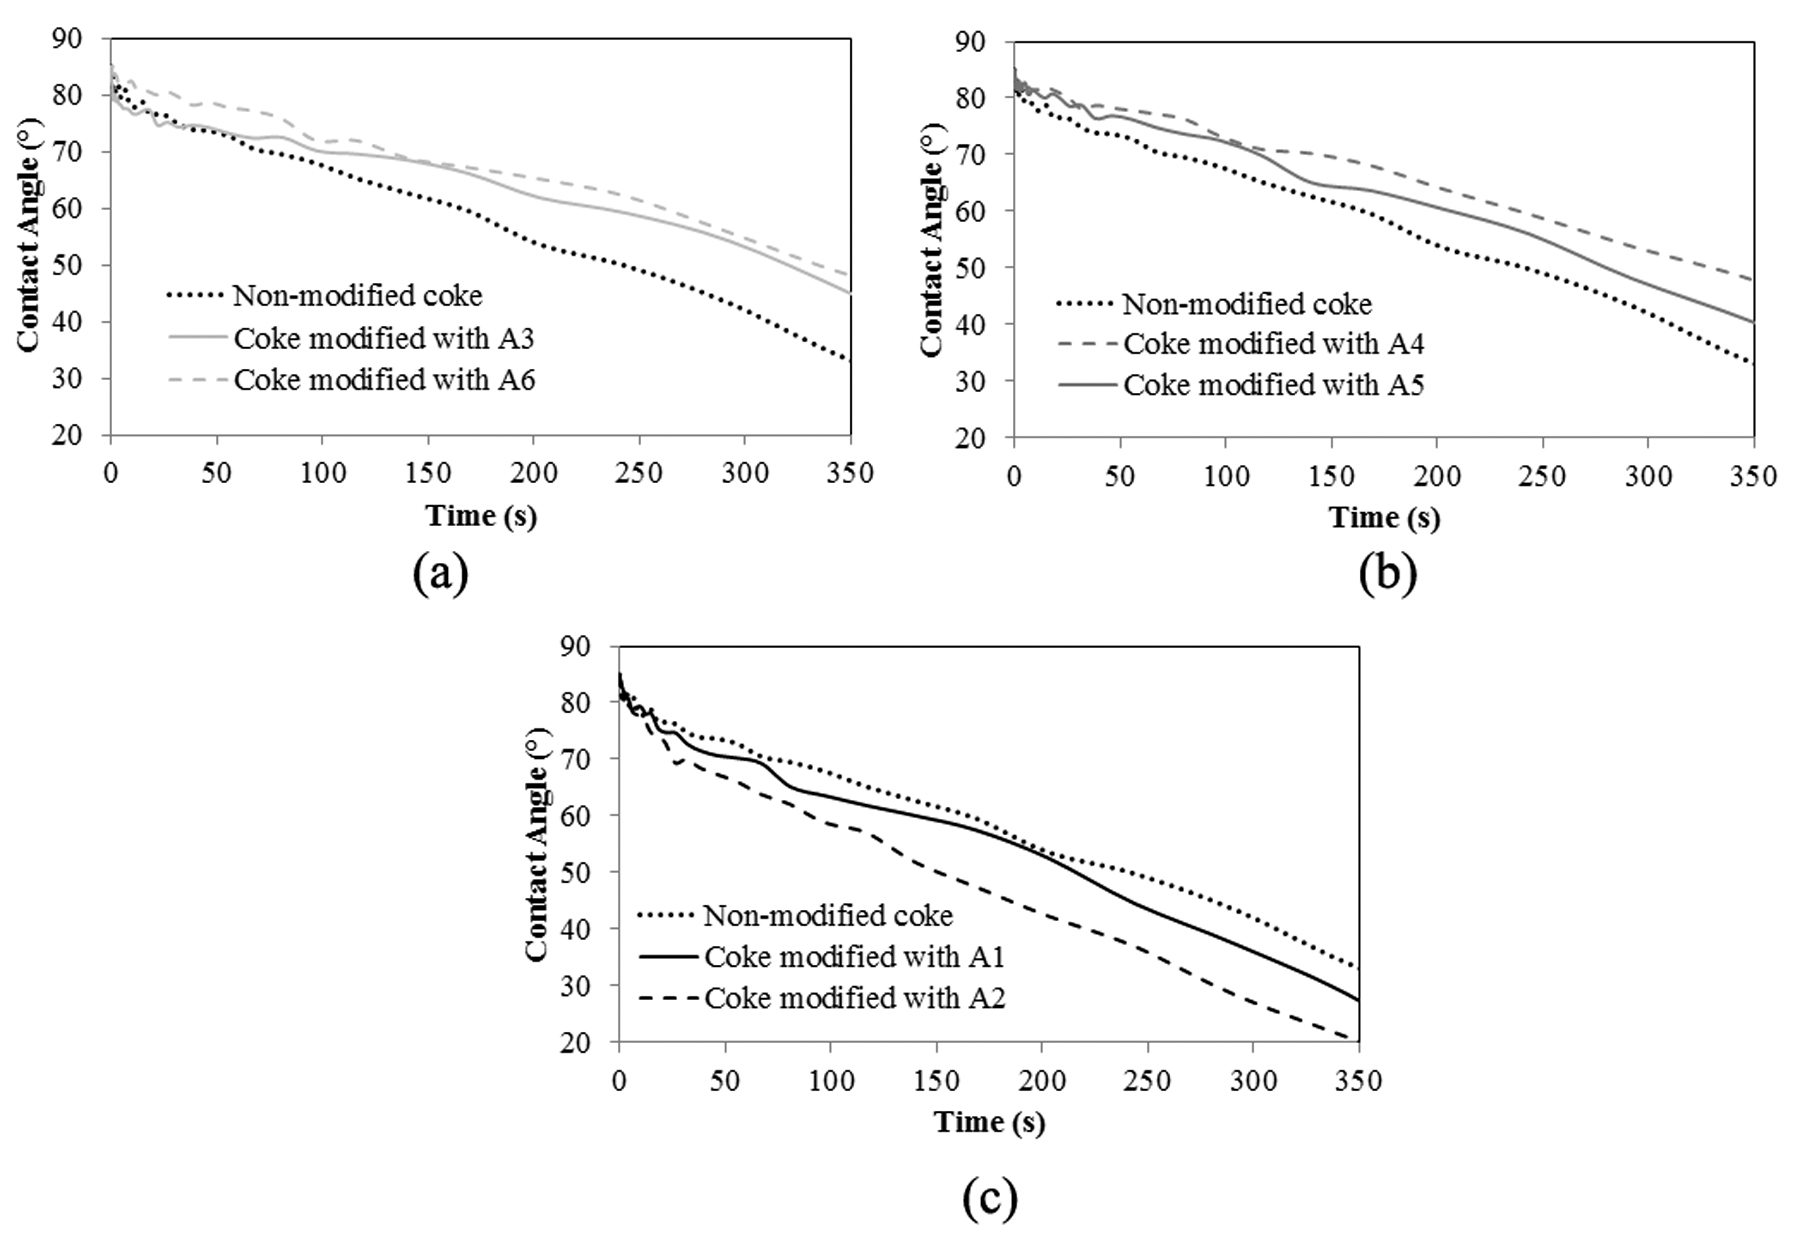 Contact Angle (°)
90
80
70
60
50
40
30
20
Non-modified coke
Coke modified with A3
Coke modified with A6
0 50 100 150 200 250 300 350
Time (s)
(a)
Contact Angle (°)
90
80
70
60
50
40
30
20
Non-modified coke
Coke modified with A4
Coke modified with A5
0 50 100 150 200 250 300 350
Time (s)
(b)
Contact Angle (°)
90
80
70
60
50
40
30
20
Non-modified coke
Coke modified with A1
Coke modified with A2
0 50 100 150 200 250 300 350
Time (s)
(c)